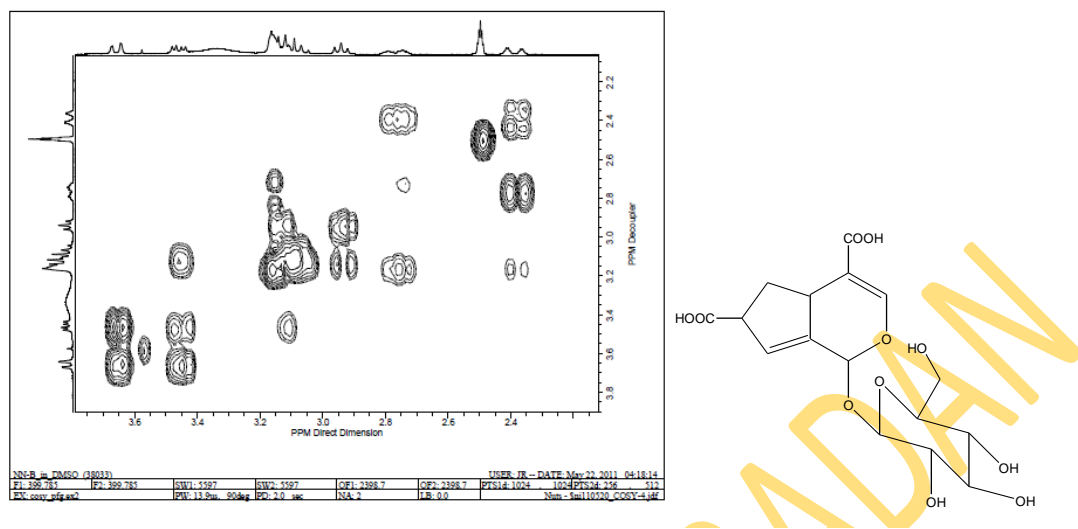 2.2
2.4
2.6
2.8
3.0
3.2
3.4
3.6
3.8
PPM Decoupler
3.6 3.4 3.2 3.0 2.8 2.6 2.4
PPM Direct Dimension
NN-B_in_DMSO (38033) USER: JR -- DATE: May 22, 2011 04:18:14
F1: 399.785 F2: 399.785 SW1: 5597 SW2: 5597 OF1: 2398.7 OF2: 2398.7 PTS1d: 1024 , 1024 PTS2d: 256 , 512
EX: cosy_pfg.ex2 PW: 13.9us, 90deg PD: 2.0 sec NA: 2 LB: 0.0 Nuts -
COOH
HOOC
O
HO
O
O
OH
OH
OH
ADAN